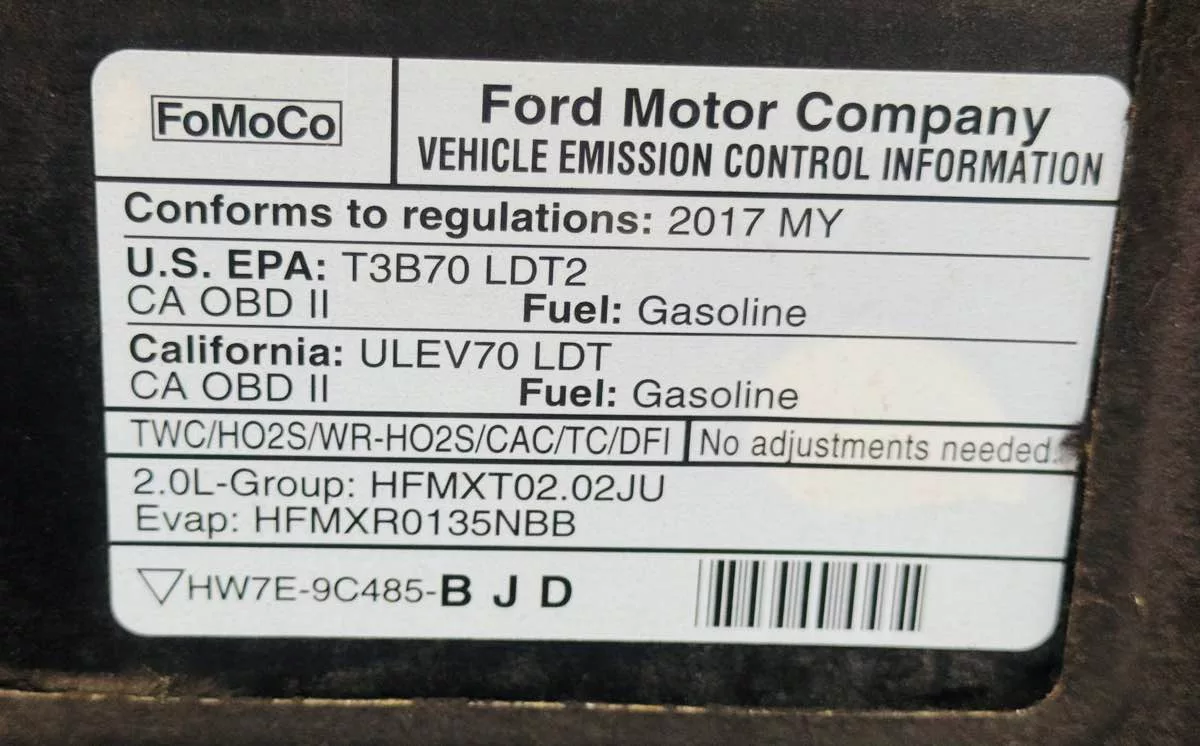 FoMoCo
Ford Motor Company
VEHICLE EMISSION CONTROL INFORMATION
Conforms to regulations: 2017 MY
U.S. EPA: T3B70 LDT2
CA OBD II Fuel: Gasoline
California: ULEV70 LDT
CA OBD II Fuel: Gasoline
TWC/HO2S/WR-HO2S/CAC/TC/DFI No adjustments needed.
2.0L-Group: HFMXT02.02JU
Evap: HFMXR0135NBB
HW7E-9C485-B J D